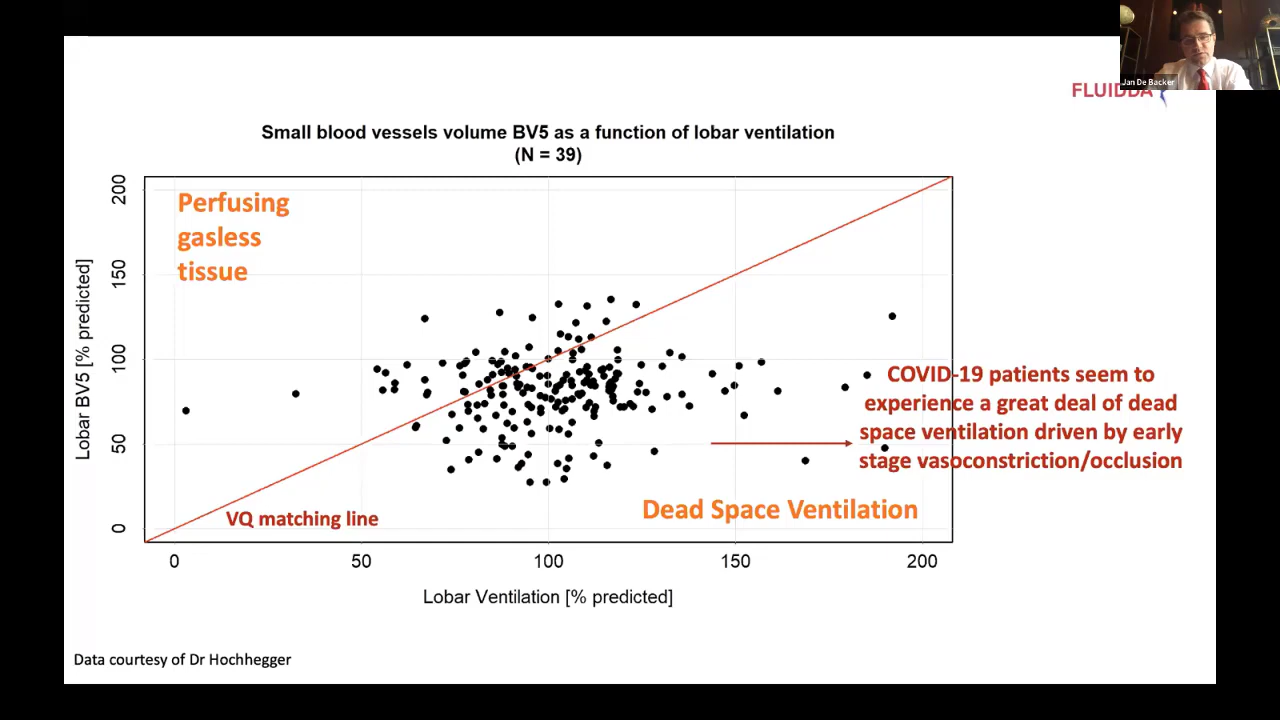 Jan De Backer
FLUIDDA
Small blood vessels volume BV5 as a function of lobar ventilation
(N = 39)
Perfusing
gasless
tissue
200
150
100
50
0
Lobar BV5 [% predicted]
COVID-19 patients seem to
experience a great deal of dead
space ventilation driven by early
stage vasoconstriction/occlusion
Dead Space Ventilation
VQ matching line
0 50 100 150 200
Lobar Ventilation [% predicted]
Data courtesy of Dr Hochhegger